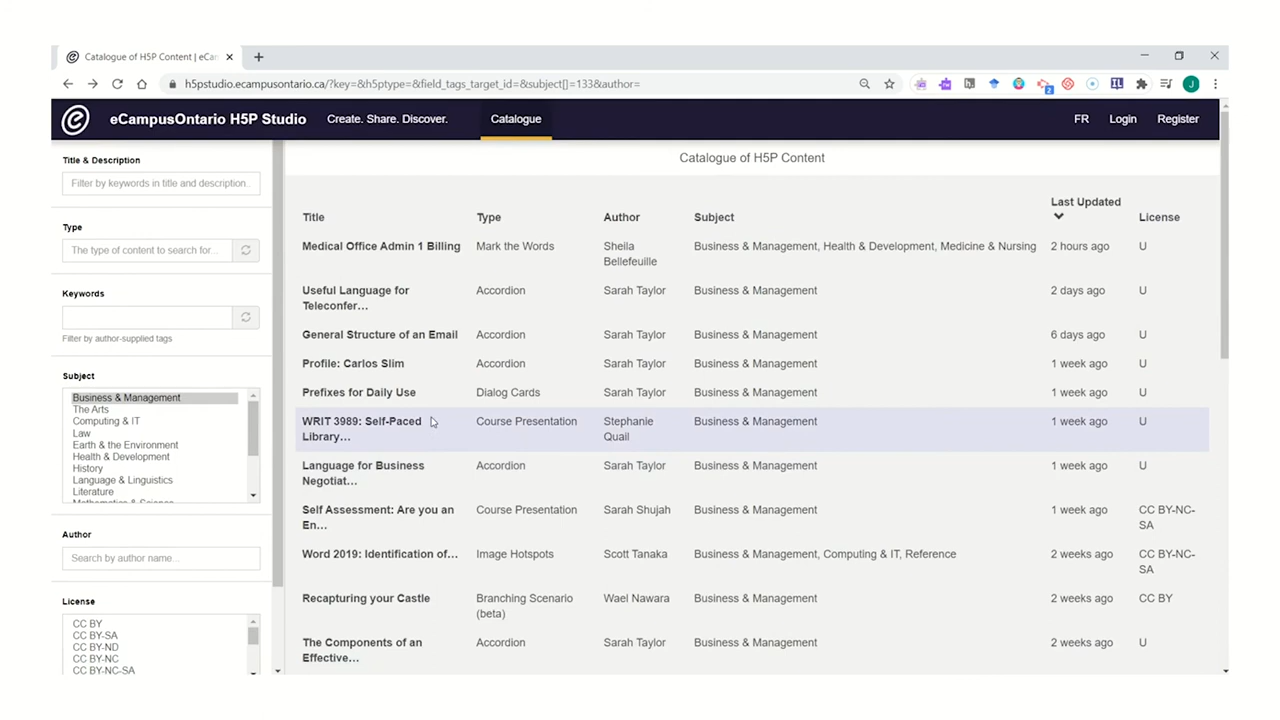 Catalogue of H5P Content | eCam
h5pstudio.ecampusontario.ca/?key=&h5ptype=&field_tags_target_id=&subject[]=133&author=
eCampusOntario H5P Studio
Create. Share. Discover.
Catalogue
FR
Login
Register
Title & Description
Filter by keywords in title and description..
Type
The type of content to search for...
Keywords
Filter by author-supplied tags
Subject
Business & Management
The Arts
Computing & IT
Law
Earth & the Environment
Health & Development
History
Language & Linguistics
Literature
Mathematics & Science
Author
Search by author name...
License
CC BY
CC BY-SA
CC BY-ND
CC BY-NC
CC BY-NC-SA
Catalogue of H5P Content
Title Type Author Subject Last Updated License
Medical Office Admin 1 Billing Mark the Words Sheila Business & Management, Health & Development, Medicine & Nursing 2 hours ago U
Bellefeuille
Useful Language for Accordion Sarah Taylor Business & Management 2 days ago U
Teleconfer...
General Structure of an Email Accordion Sarah Taylor Business & Management 6 days ago U
Profile: Carlos Slim Accordion Sarah Taylor Business & Management 1 week ago U
Prefixes for Daily Use Dialog Cards Sarah Taylor Business & Management 1 week ago U
WRIT 3989: Self-Paced Course Presentation Stephanie Business & Management 1 week ago U
Library... Quail
Language for Business Accordion Sarah Taylor Business & Management 1 week ago U
Negotiat...
Self Assessment: Are you an Course Presentation Sarah Shujah Business & Management 1 week ago CC BY-NC-
En... SA
Word 2019: Identification of... Image Hotspots Scott Tanaka Business & Management, Computing & IT, Reference 2 weeks ago CC BY-NC-
SA
Recapturing your Castle Branching Scenario Wael Nawara Business & Management 2 weeks ago CC BY
(beta)
The Components of an Accordion Sarah Taylor Business & Management 2 weeks ago U
Effective...